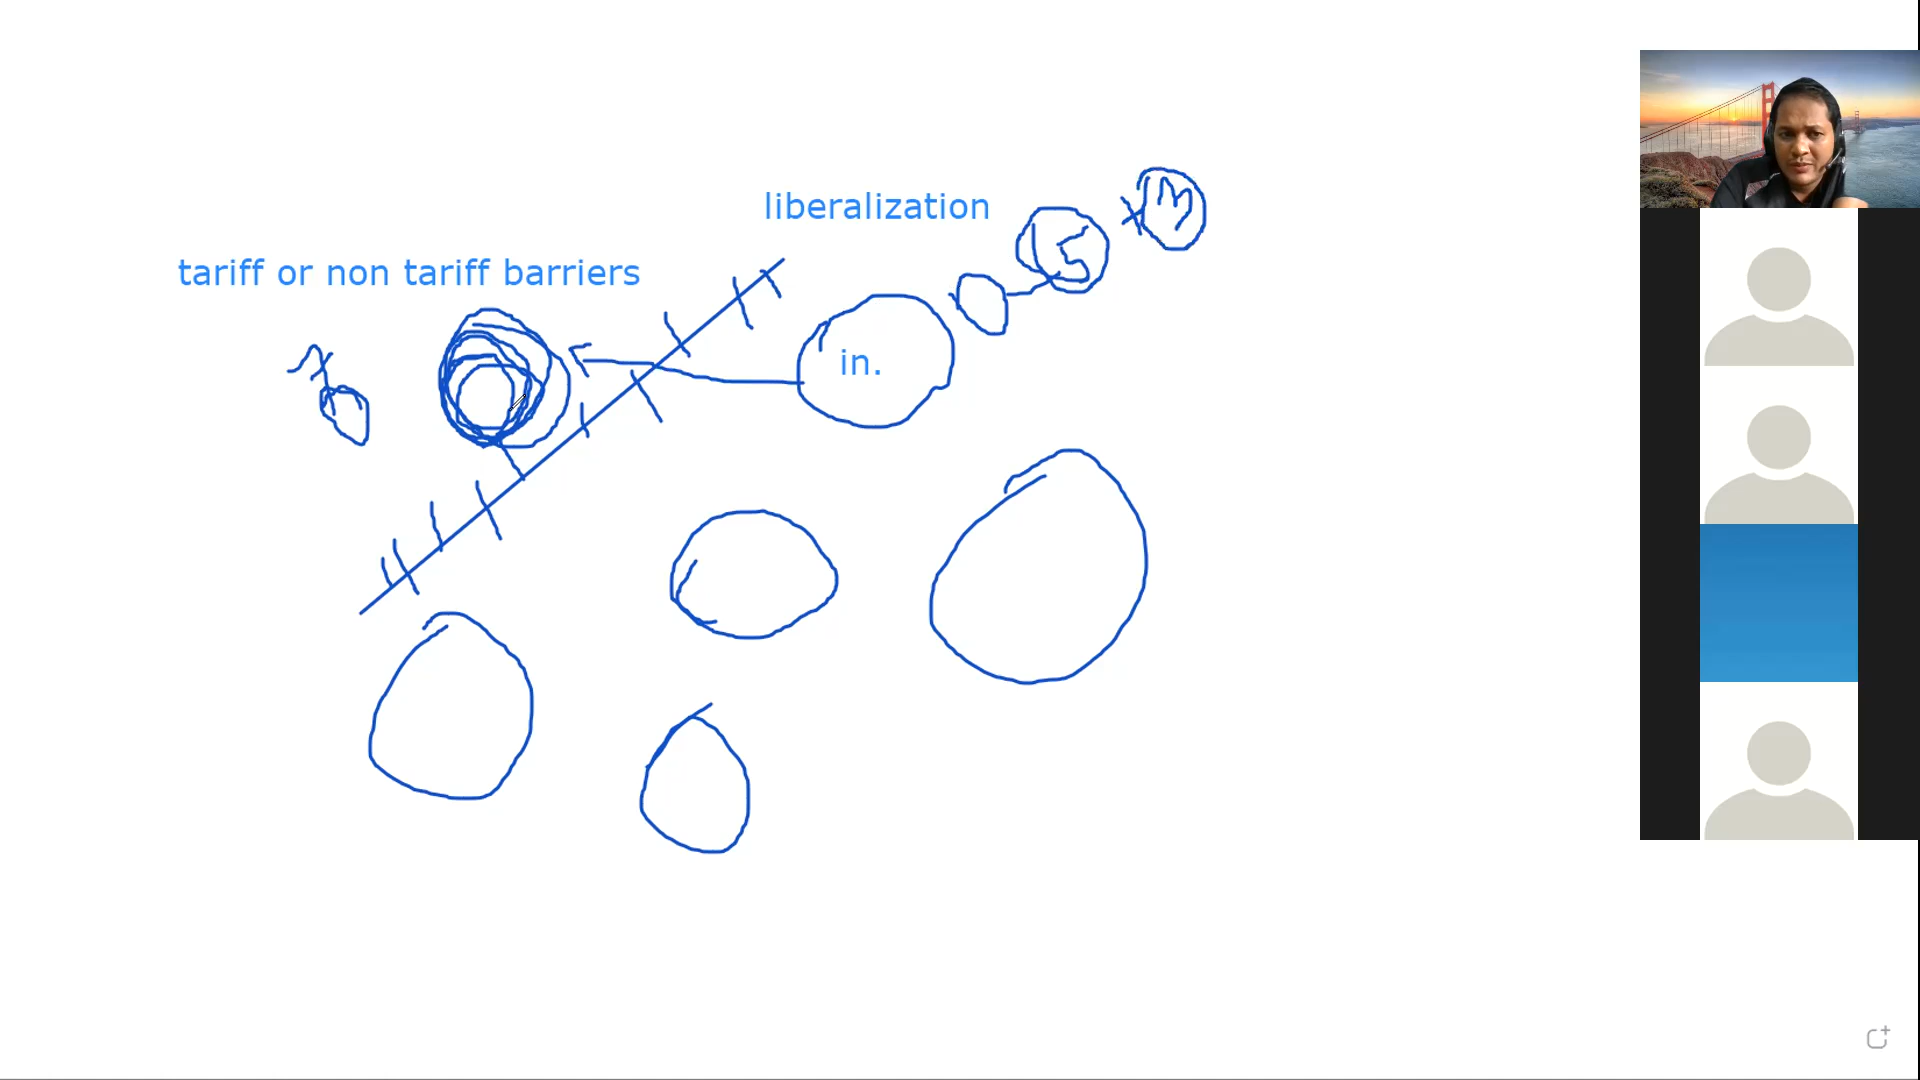 liberalization
tariff or non tariff barriers
in.